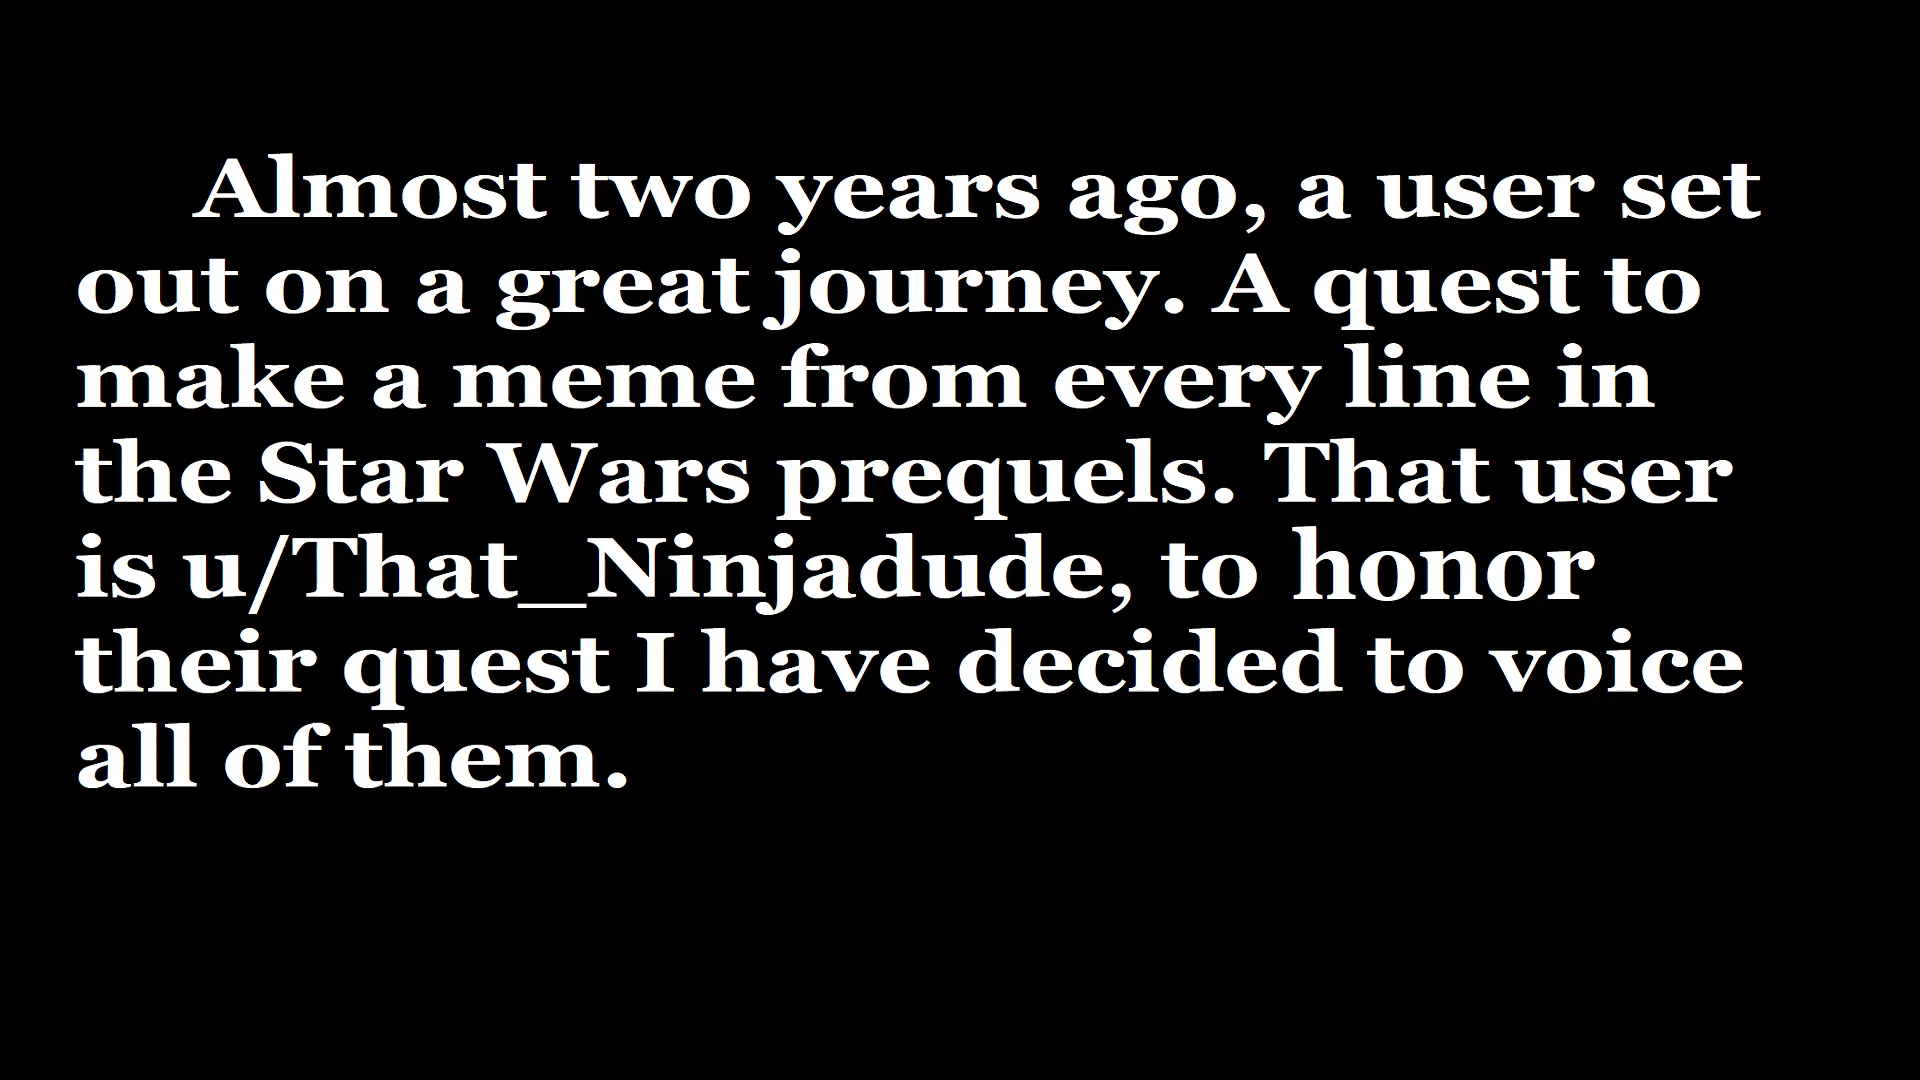 Almost two years ago, a user set
out on a great journey. A quest to
make a meme from every line in
the Star Wars prequels. That user
is u/That_Ninjadude, to honor
their quest I have decided to voice
all of them.